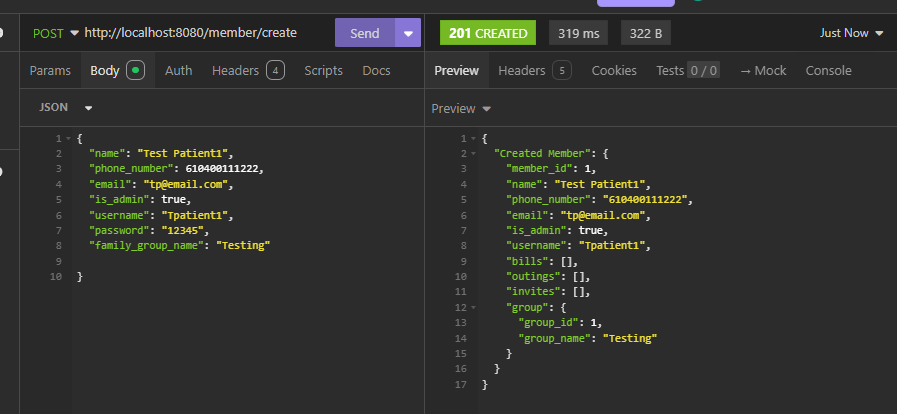 POST http://localhost:8080/member/create Send 201 CREATED 319 ms 322 B Just Now
Params Body Auth Headers 4 Scripts Docs
Preview Headers 5 Cookies Tests 0 / 0 → Mock Console
JSON
Preview
1 {
2 "name": "Test Patient1",
3 "phone_number": 610400111222,
4 "email": "tp@email.com",
5 "is_admin": true,
6 "username": "Tpatient1",
7 "password": "12345",
8 "family_group_name": "Testing"
9
10 }
1 {
2 "Created Member": {
3 "member_id": 1,
4 "name": "Test Patient1",
5 "phone_number": "610400111222",
6 "email": "tp@email.com",
7 "is_admin": true,
8 "username": "Tpatient1",
9 "bills": [],
10 "outings": [],
11 "invites": [],
12 "group": {
13 "group_id": 1,
14 "group_name": "Testing"
15 }
16 }
17 }